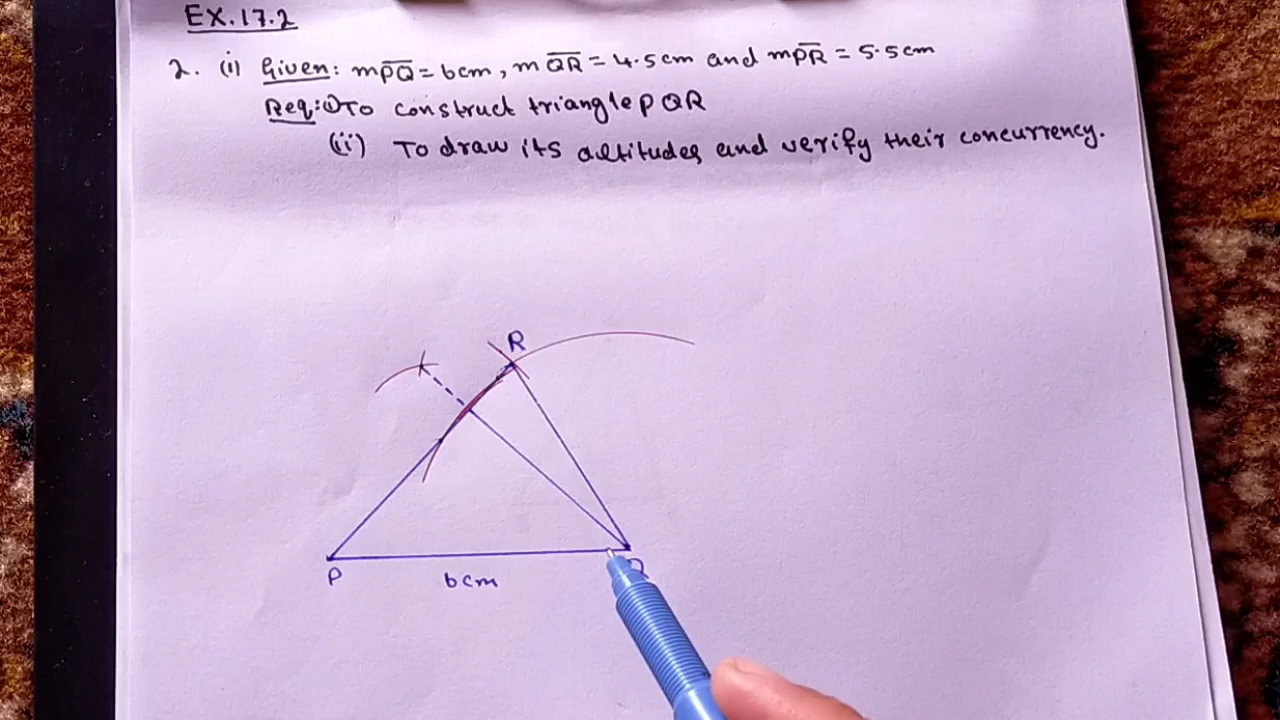 EX.17.2
2. (i) Given: mPQ = 6cm, mQR = 4.5cm and mPR = 5.5cm
Req:(i) To construct triangle PQR
(ii) To draw its altitudes and verify their concurrency.
R
P
6cm
Q